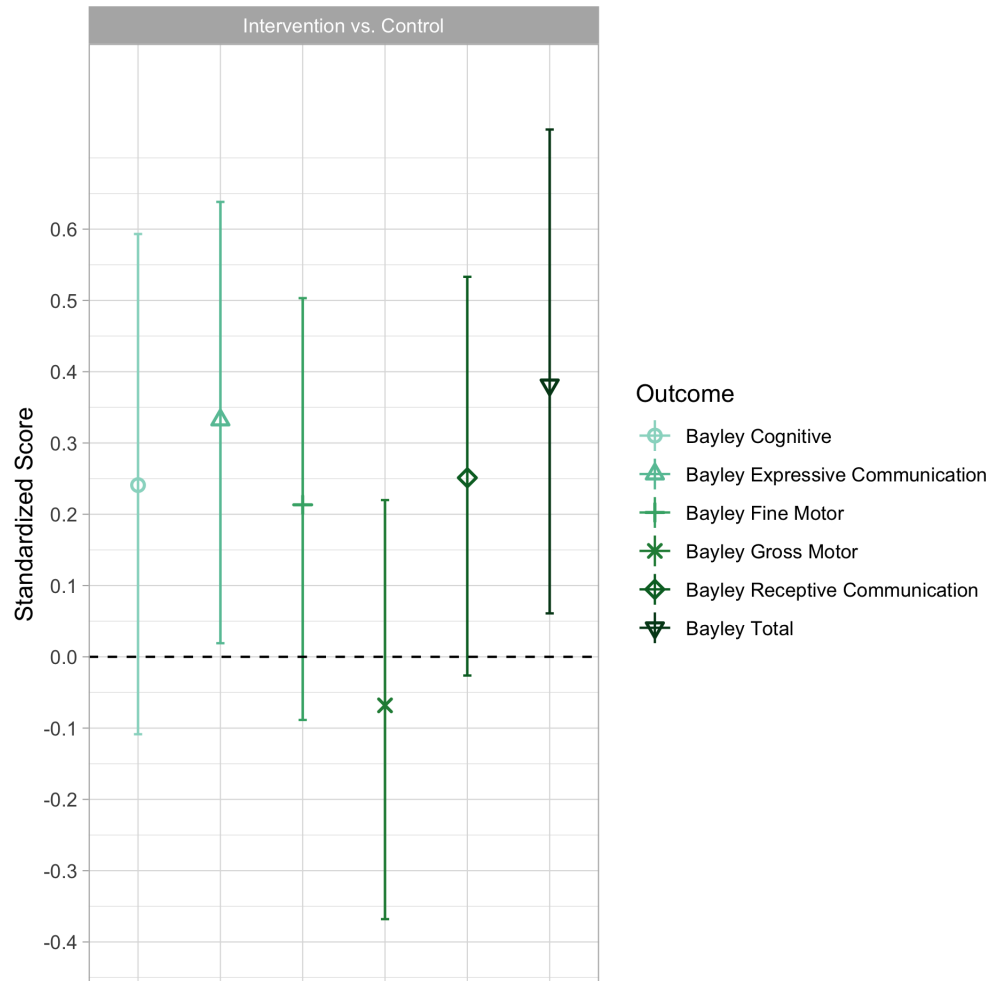 Intervention vs. Control
Standardized Score
0.6
0.5
0.4
0.3
0.2
0.1
0.0
-0.1
-0.2
-0.3
-0.4
Outcome
Bayley Cognitive
Bayley Expressive Communication
Bayley Fine Motor
Bayley Gross Motor
Bayley Receptive Communication
Bayley Total